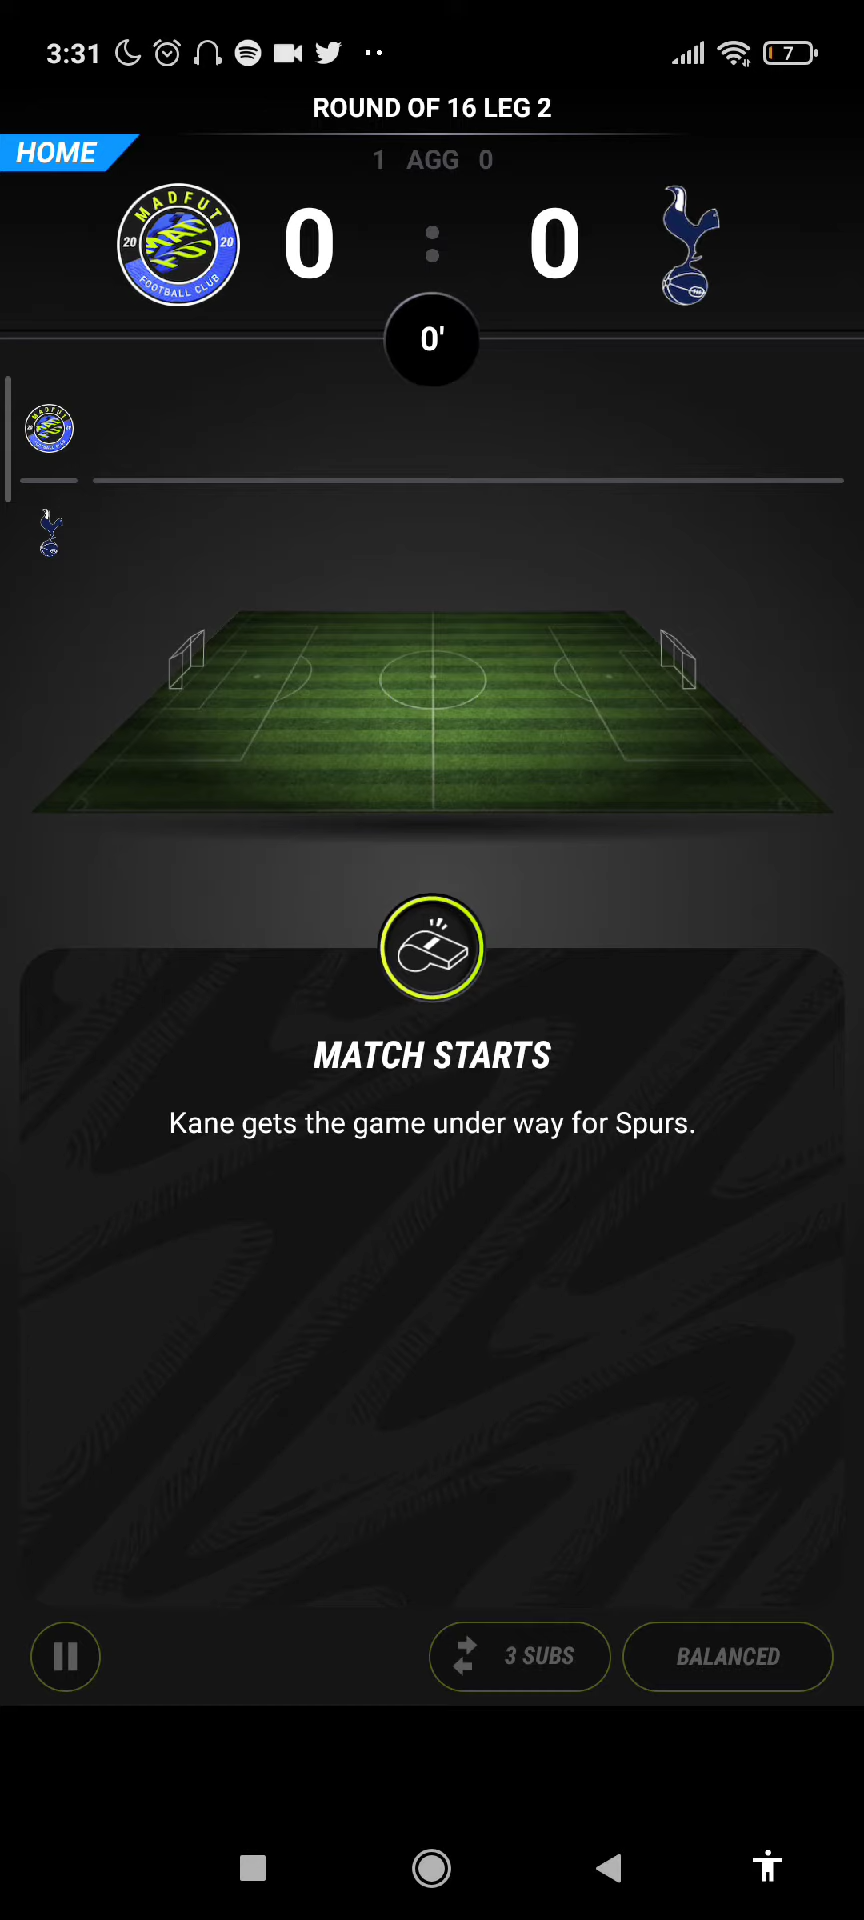 3:31
7
ROUND OF 16 LEG 2
HOME
1 AGG 0
MADFUT
20 20
FOOTBALL CLUB
0 : 0
0'
MATCH STARTS
Kane gets the game under way for Spurs.
3 SUBS
BALANCED